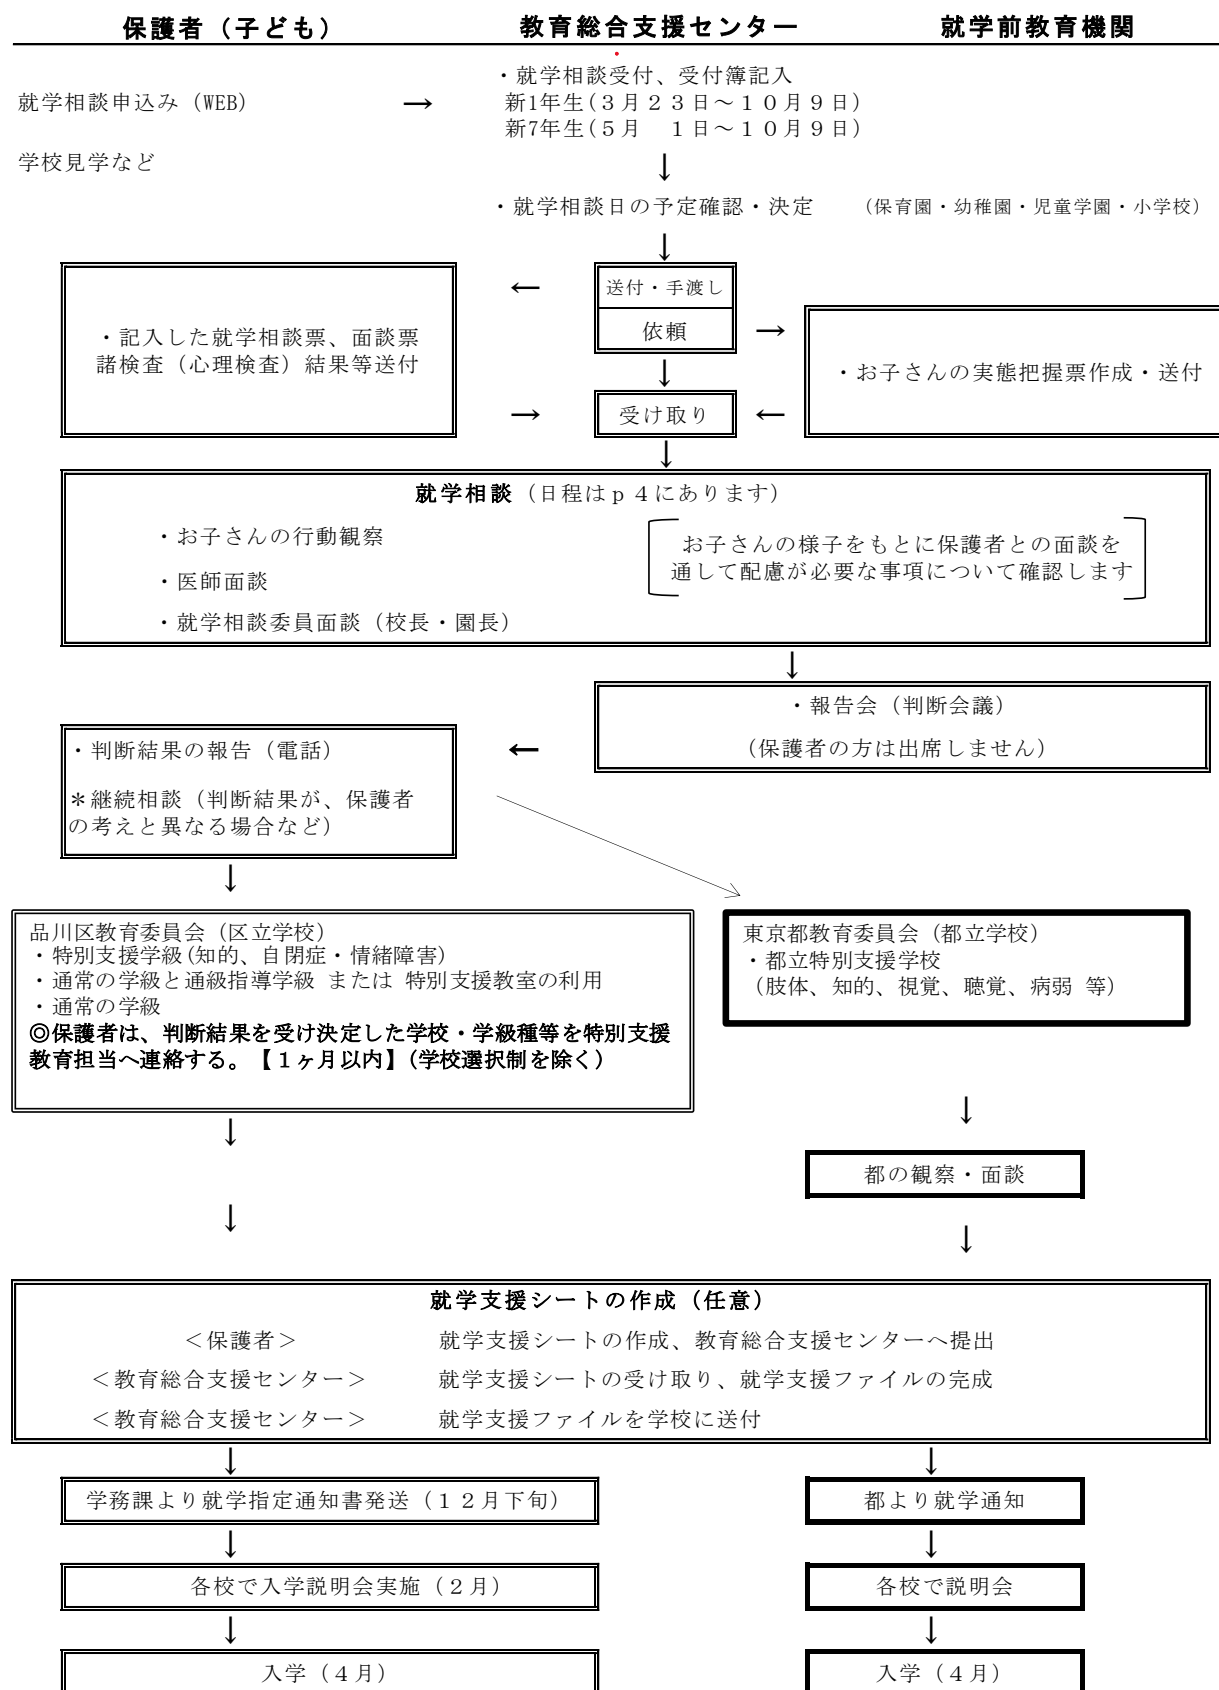 保護者（子ども）
教育総合支援センター
就学前教育機関
・就学相談受付、受付簿記入
就学相談申込み（WEB）
→
新1年生(３月２３日～１０月９日)
新7年生(５月　１日～１０月９日)
学校見学など
↓
・就学相談日の予定確認・決定
（保育園・幼稚園・児童学園・小学校）
↓
←
送付・手渡し
依頼
→
・記入した就学相談票、面談票
諸検査（心理検査）結果等送付
↓
・お子さんの実態把握票作成・送付
→
受け取り
←
↓
就学相談（日程はｐ４にあります）
・お子さんの行動観察
・医師面談
・就学相談委員面談（校長・園長）
お子さんの様子をもとに保護者との面談を
通して配慮が必要な事項について確認します
↓
・報告会（判断会議）
（保護者の方は出席しません）
←
・判断結果の報告（電話）
＊継続相談（判断結果が、保護者
の考えと異なる場合など）
↓
品川区教育委員会（区立学校）
・特別支援学級(知的、自閉症・情緒障害)
・通常の学級と通級指導学級 または 特別支援教室の利用
・通常の学級
◎保護者は、判断結果を受け決定した学校・学級種等を特別支援
教育担当へ連絡する。【１ヶ月以内】(学校選択制を除く)
東京都教育委員会（都立学校）
・都立特別支援学校
（肢体、知的、視覚、聴覚、病弱 等）
↓
↓
都の観察・面談
↓
↓
就学支援シートの作成（任意）
＜保護者＞　就学支援シートの作成、教育総合支援センターへ提出
＜教育総合支援センター＞　就学支援シートの受け取り、就学支援ファイルの完成
＜教育総合支援センター＞　就学支援ファイルを学校に送付
↓
↓
学務課より就学指定通知書発送（１２月下旬）
都より就学通知
↓
↓
各校で入学説明会実施（２月）
各校で説明会
↓
↓
入学（４月）
入学（４月）